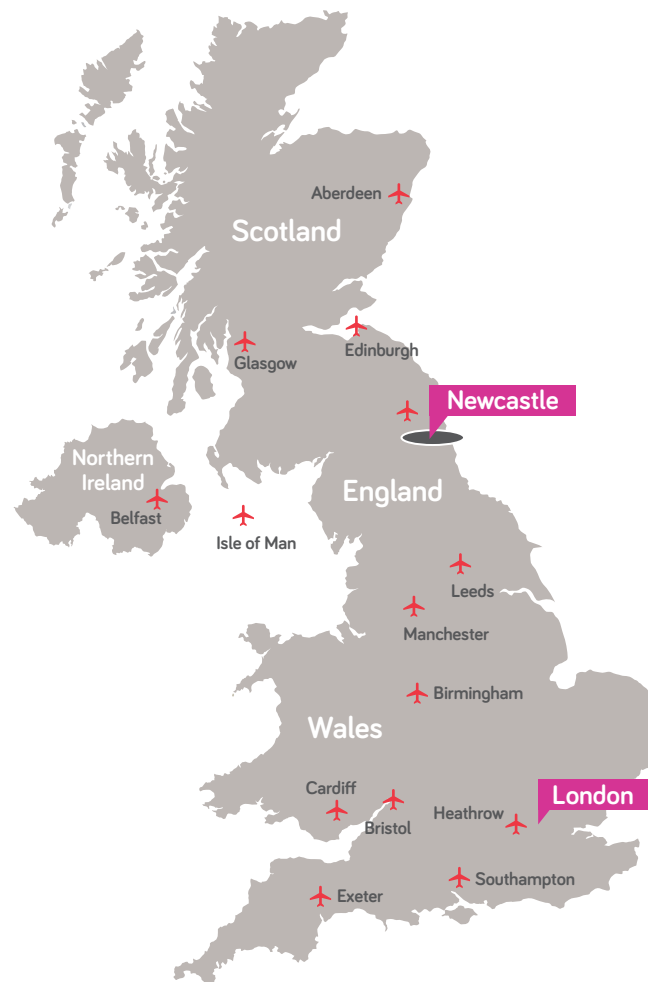 Aberdeen
Scotland
Edinburgh
Glasgow
Newcastle
Northern
Ireland
England
Belfast
Isle of Man
Leeds
Manchester
Birmingham
Wales
Cardiff
London
Heathrow
Bristol
Southampton
Exeter